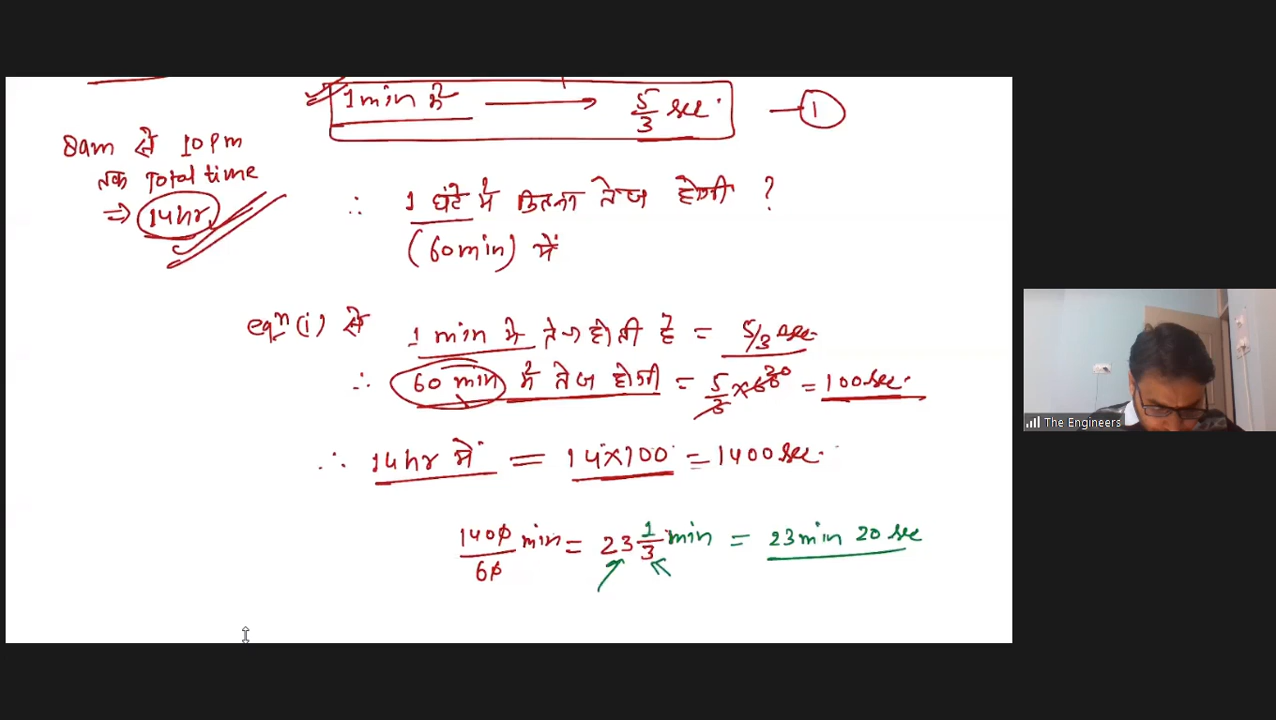 1 min में → 5/3 sec. — ①
8am से 10pm
तक Total time
⇒ 14hr
∴ 1 घंटे में कितना तेज होगी ?
(60min) में
eqⁿ (i) से 1 min में तेज होती है = 5/3 sec
∴ 60 min में तेज होगी = 5/3 × 60 20 = 100 sec.
∴ 14hr में = 14×100 = 1400 sec.
1400/60 min = 23 1/3 min = 23 min 20 sec
The Engineers